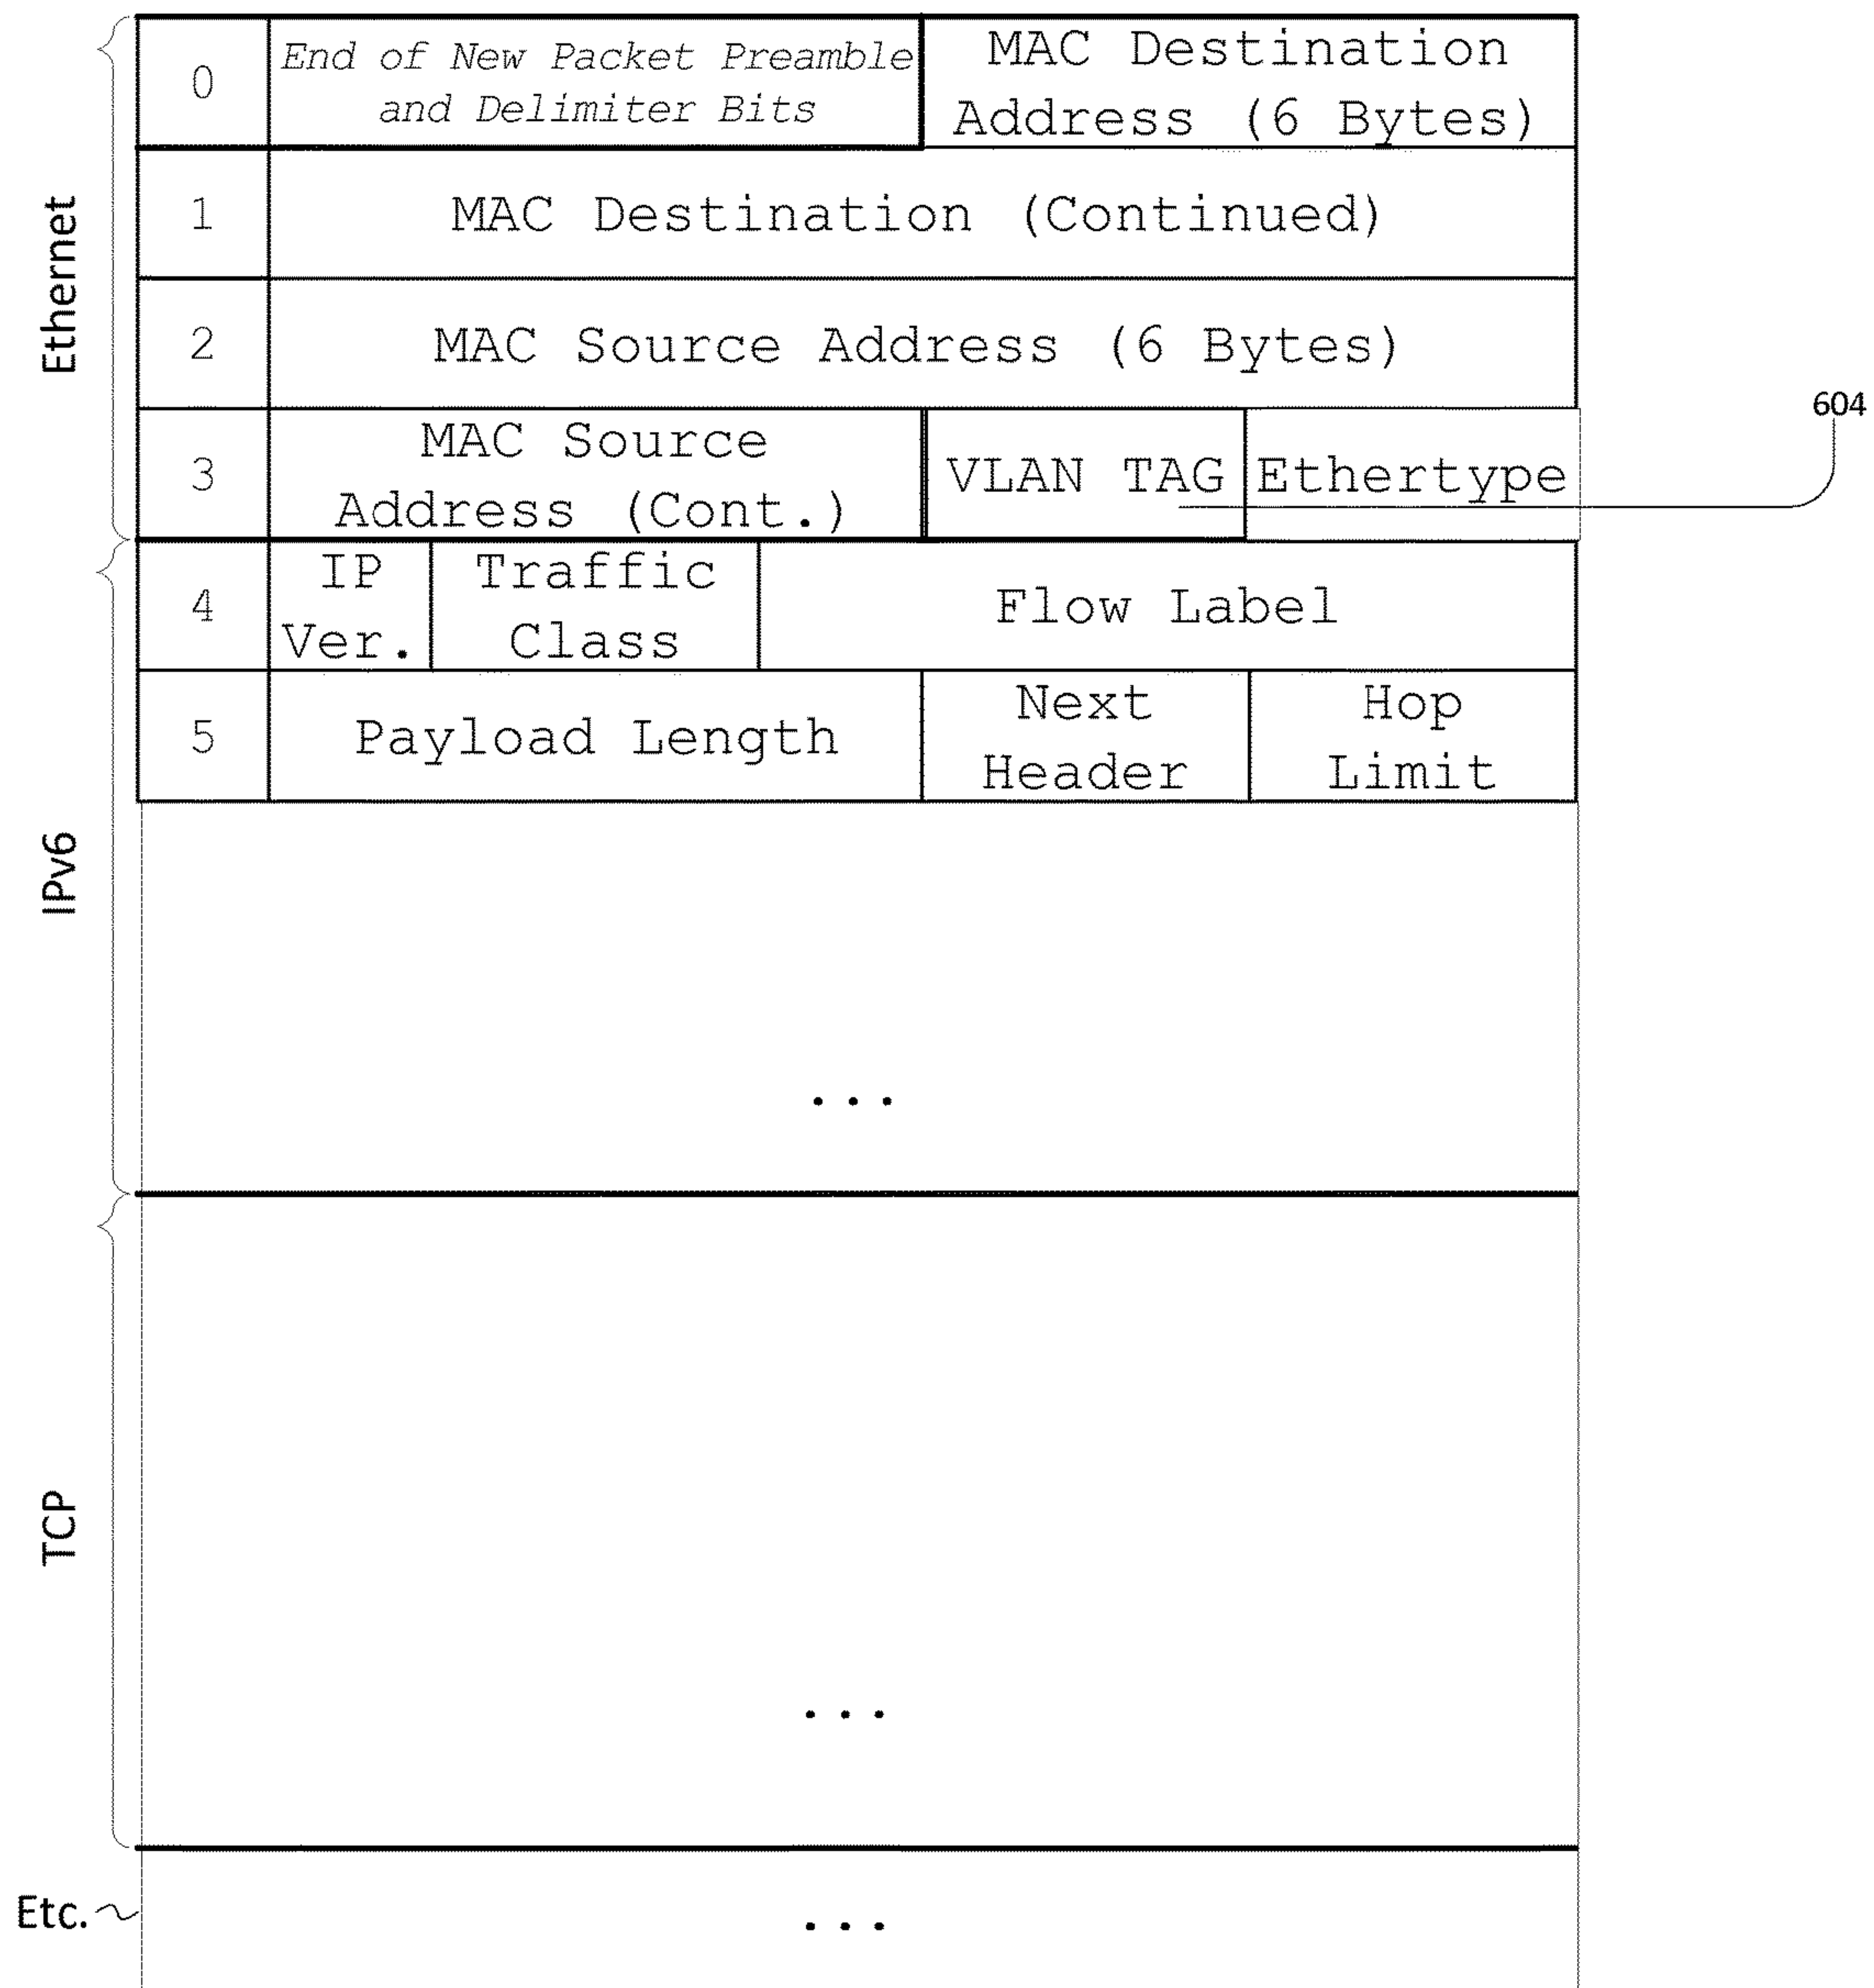 Ethernet
0
End of New Packet Preamble
and Delimiter Bits
MAC Destination
Address (6 Bytes)
1
MAC Destination (Continued)
2
MAC Source Address (6 Bytes)
3
MAC Source
Address (Cont.)
VLAN TAG
Ethertype
604
IPv6
4
IP
Ver.
Traffic
Class
Flow Label
5
Payload Length
Next
Header
Hop
Limit
...
TCP
...
Etc.
...